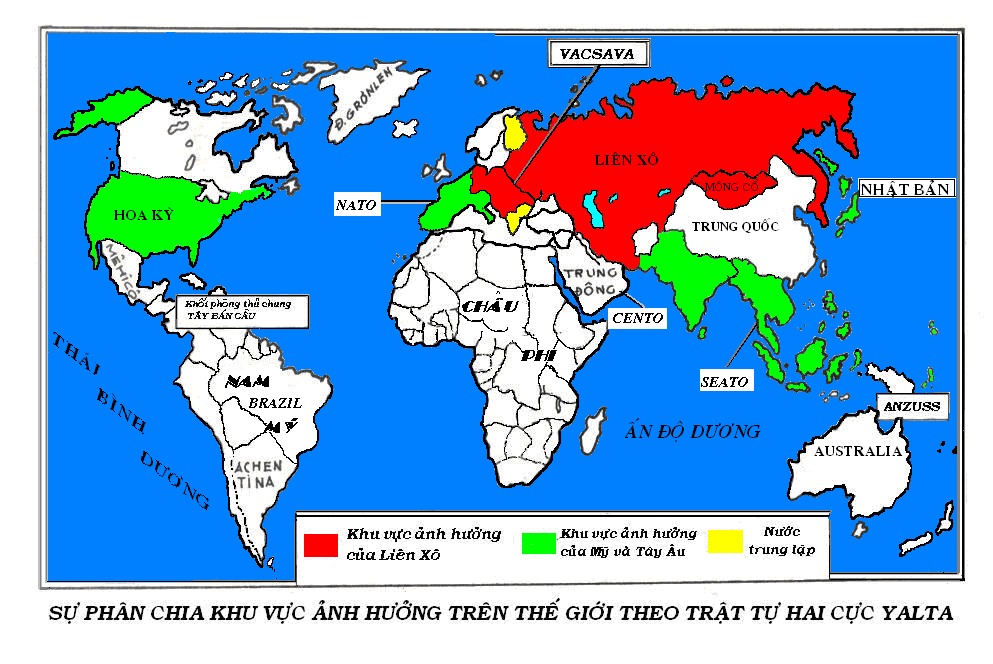 VACSAVA
Đ.GRƠNLEN
LIÊN XÔ
MÔNG CỔ
NHẬT BẢN
NATO
HOA KỲ
TRUNG QUỐC
MÊHICÔ
TRUNG
ĐÔNG
Khối phòng thủ chung
TÂY BÁN CẦU
CHÂU
PHI
CENTO
SEATO
THÁI
BÌNH
DƯƠNG
NAM
BRAZIL
MỸ
ANZUSS
ẤN ĐỘ DƯƠNG
AUSTRALIA
ACHEN
TINA
Khu vực ảnh hưởng
của Liên Xô
Khu vực ảnh hưởng
của Mỹ và Tây Âu
Nước
trung lập
SỰ PHÂN CHIA KHU VỰC ẢNH HƯỞNG TRÊN THẾ GIỚI THEO TRẬT TỰ HAI CỰC YALTA